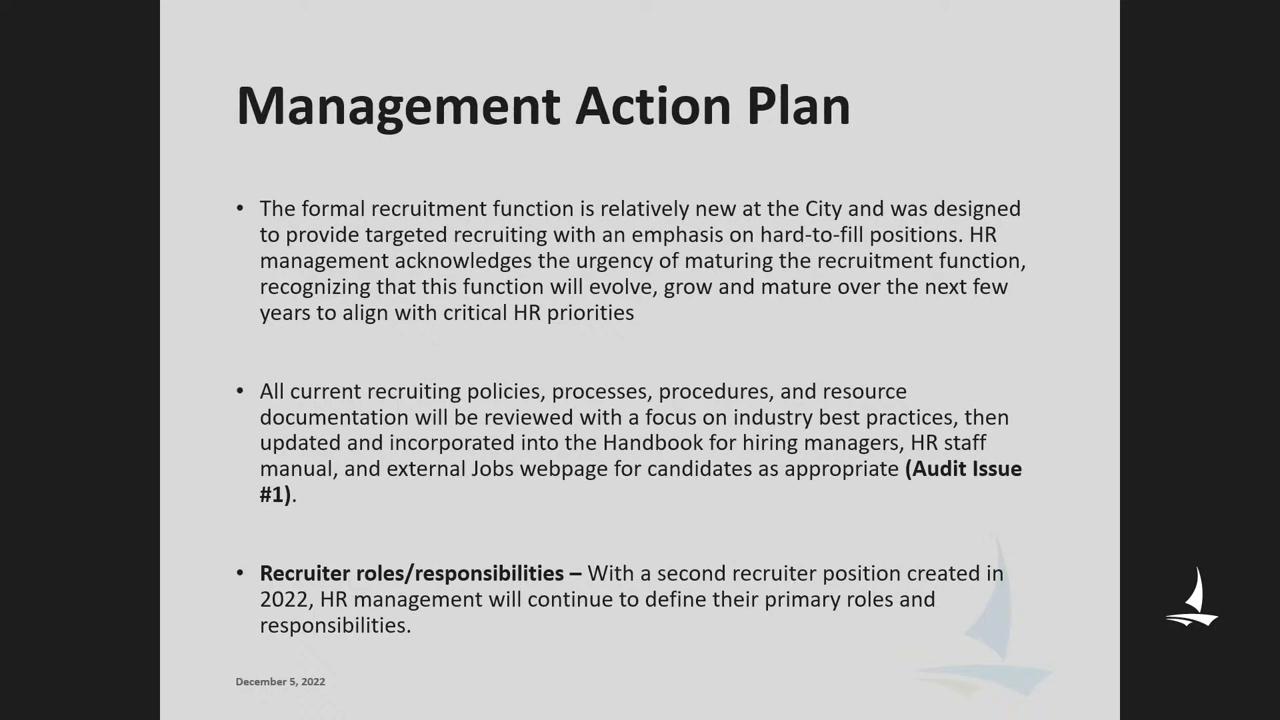 Management Action Plan
• The formal recruitment function is relatively new at the City and was designed
to provide targeted recruiting with an emphasis on hard-to-fill positions. HR
management acknowledges the urgency of maturing the recruitment function,
recognizing that this function will evolve, grow and mature over the next few
years to align with critical HR priorities
• All current recruiting policies, processes, procedures, and resource
documentation will be reviewed with a focus on industry best practices, then
updated and incorporated into the Handbook for hiring managers, HR staff
manual, and external Jobs webpage for candidates as appropriate (Audit Issue
#1).
• Recruiter roles/responsibilities – With a second recruiter position created in
2022, HR management will continue to define their primary roles and
responsibilities.
December 5, 2022